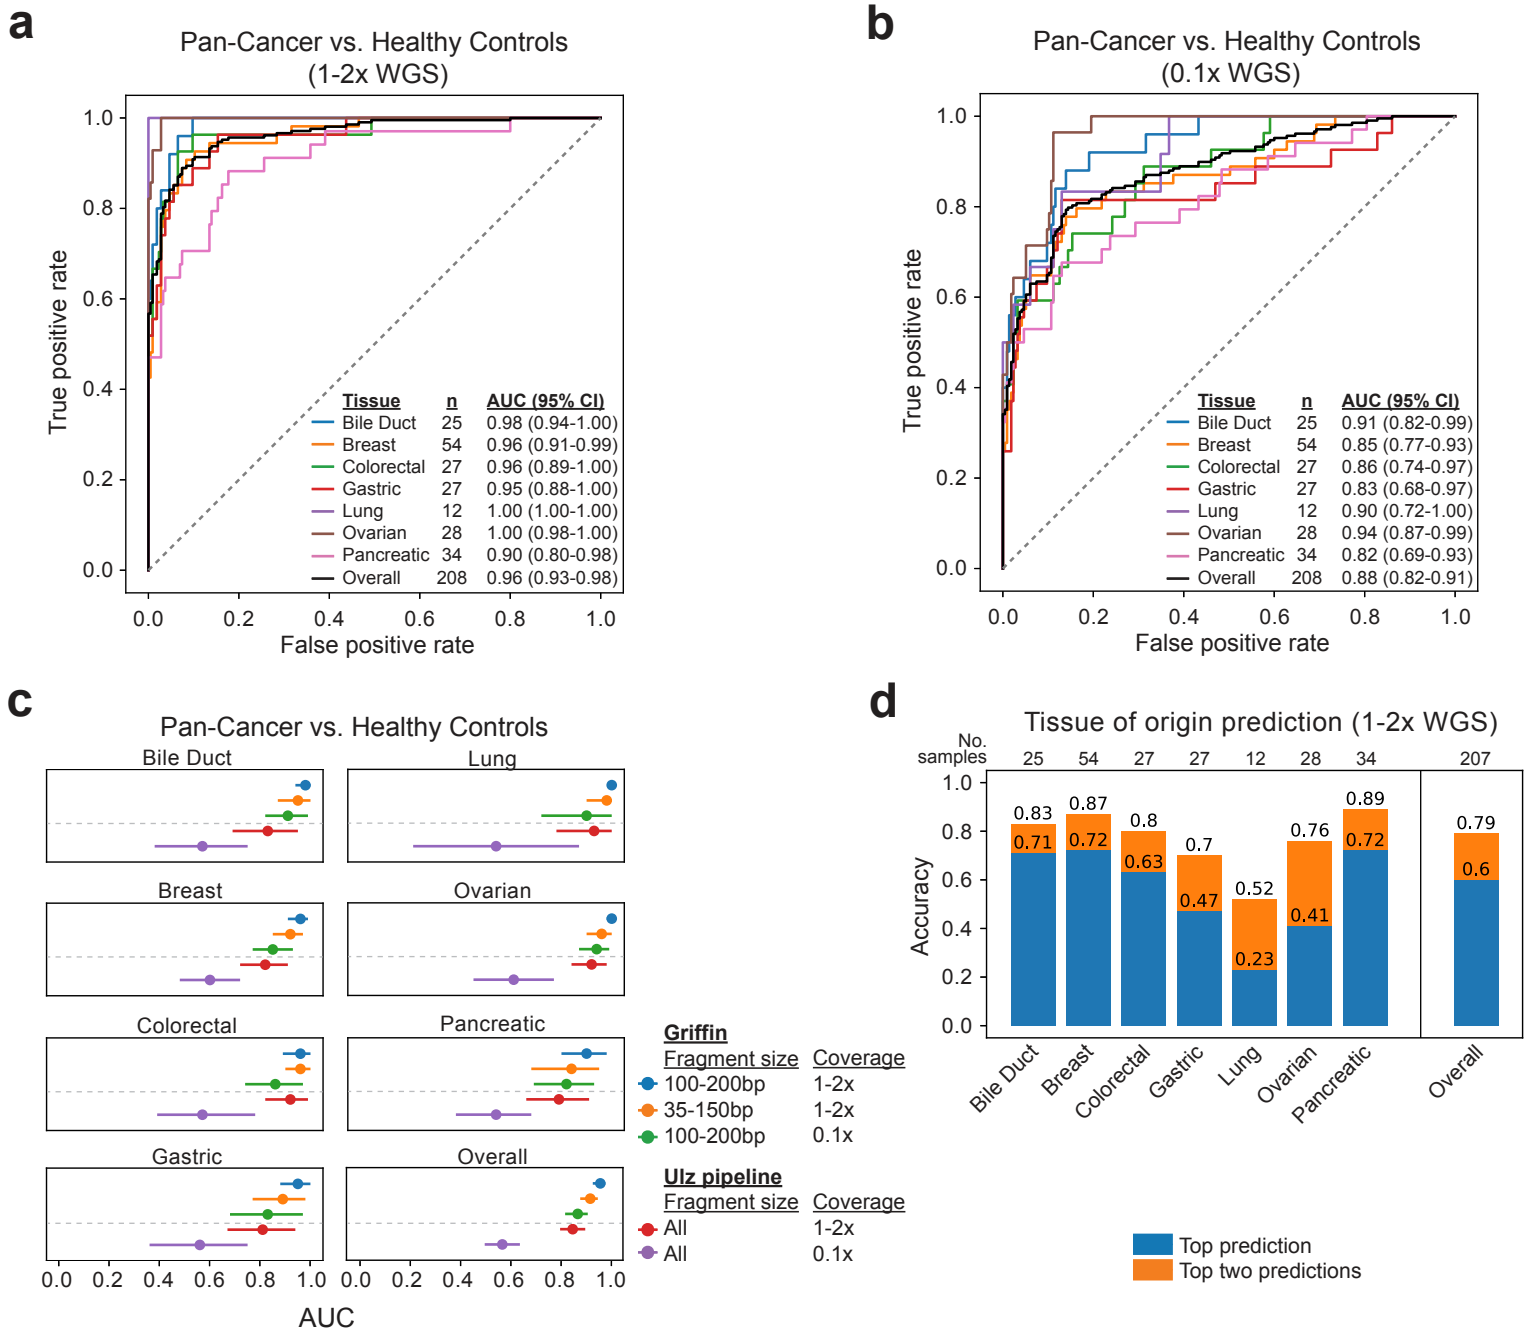 a
Pan-Cancer vs. Healthy Controls
(1-2x WGS)
1.0
0.8
0.6
0.4
0.2
0.0
True positive rate
Tissue n AUC (95% CI)
Bile Duct 25 0.98 (0.94-1.00)
Breast 54 0.96 (0.91-0.99)
Colorectal 27 0.96 (0.89-1.00)
Gastric 27 0.95 (0.88-1.00)
Lung 12 1.00 (1.00-1.00)
Ovarian 28 1.00 (0.98-1.00)
Pancreatic 34 0.90 (0.80-0.98)
Overall 208 0.96 (0.93-0.98)
0.0 0.2 0.4 0.6 0.8 1.0
False positive rate
b
Pan-Cancer vs. Healthy Controls
(0.1x WGS)
1.0
0.8
0.6
0.4
0.2
0.0
True positive rate
Tissue n AUC (95% CI)
Bile Duct 25 0.91 (0.82-0.99)
Breast 54 0.85 (0.77-0.93)
Colorectal 27 0.86 (0.74-0.97)
Gastric 27 0.83 (0.68-0.97)
Lung 12 0.90 (0.72-1.00)
Ovarian 28 0.94 (0.87-0.99)
Pancreatic 34 0.82 (0.69-0.93)
Overall 208 0.88 (0.82-0.91)
0.0 0.2 0.4 0.6 0.8 1.0
False positive rate
c
Pan-Cancer vs. Healthy Controls
Bile Duct Lung
Breast Ovarian
Colorectal Pancreatic
Gastric Overall
0.0 0.2 0.4 0.6 0.8 1.0 0.0 0.2 0.4 0.6 0.8 1.0
AUC
Griffin
Fragment size Coverage
100-200bp 1-2x
35-150bp 1-2x
100-200bp 0.1x
Ulz pipeline
Fragment size Coverage
All 1-2x
All 0.1x
d
Tissue of origin prediction (1-2x WGS)
No.
samples 25 54 27 27 12 28 34 207
1.0
0.8
0.6
0.4
0.2
0.0
Accuracy
0.83 0.87 0.8 0.7 0.52 0.76 0.89 0.79
0.71 0.72 0.63 0.47 0.23 0.41 0.72 0.6
Bile Duct Breast Colorectal Gastric Lung Ovarian Pancreatic Overall
Top prediction
Top two predictions